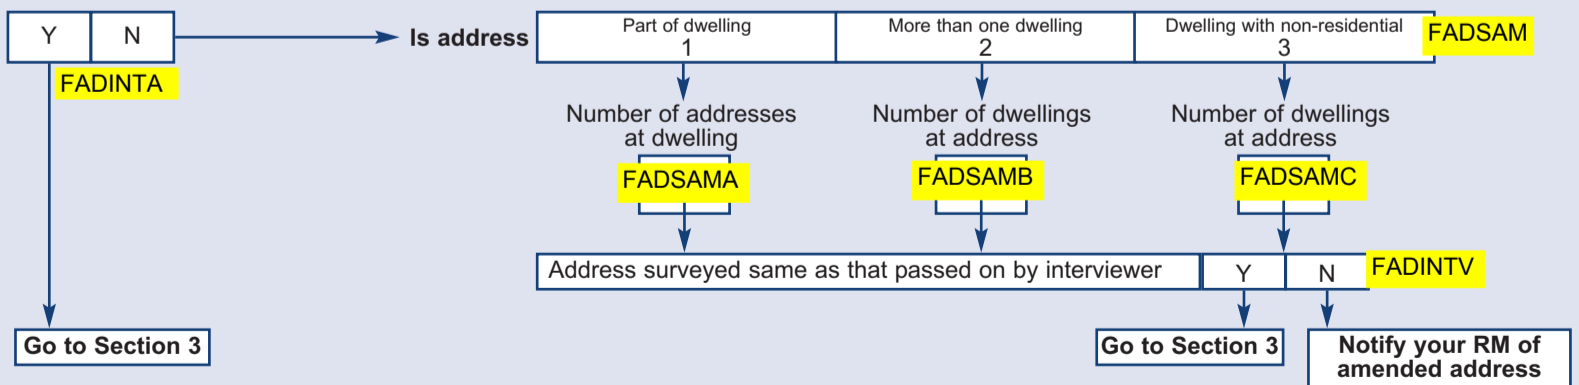 Y N
FADINTA
Is address
Part of dwelling
1
More than one dwelling
2
Dwelling with non-residential
3
FADSAM
Number of addresses
at dwelling
FADSAMA
Number of dwellings
at address
FADSAMB
Number of dwellings
at address
FADSAMC
Address surveyed same as that passed on by interviewer Y N
FADINTV
Go to Section 3
Go to Section 3
Notify your RM of
amended address